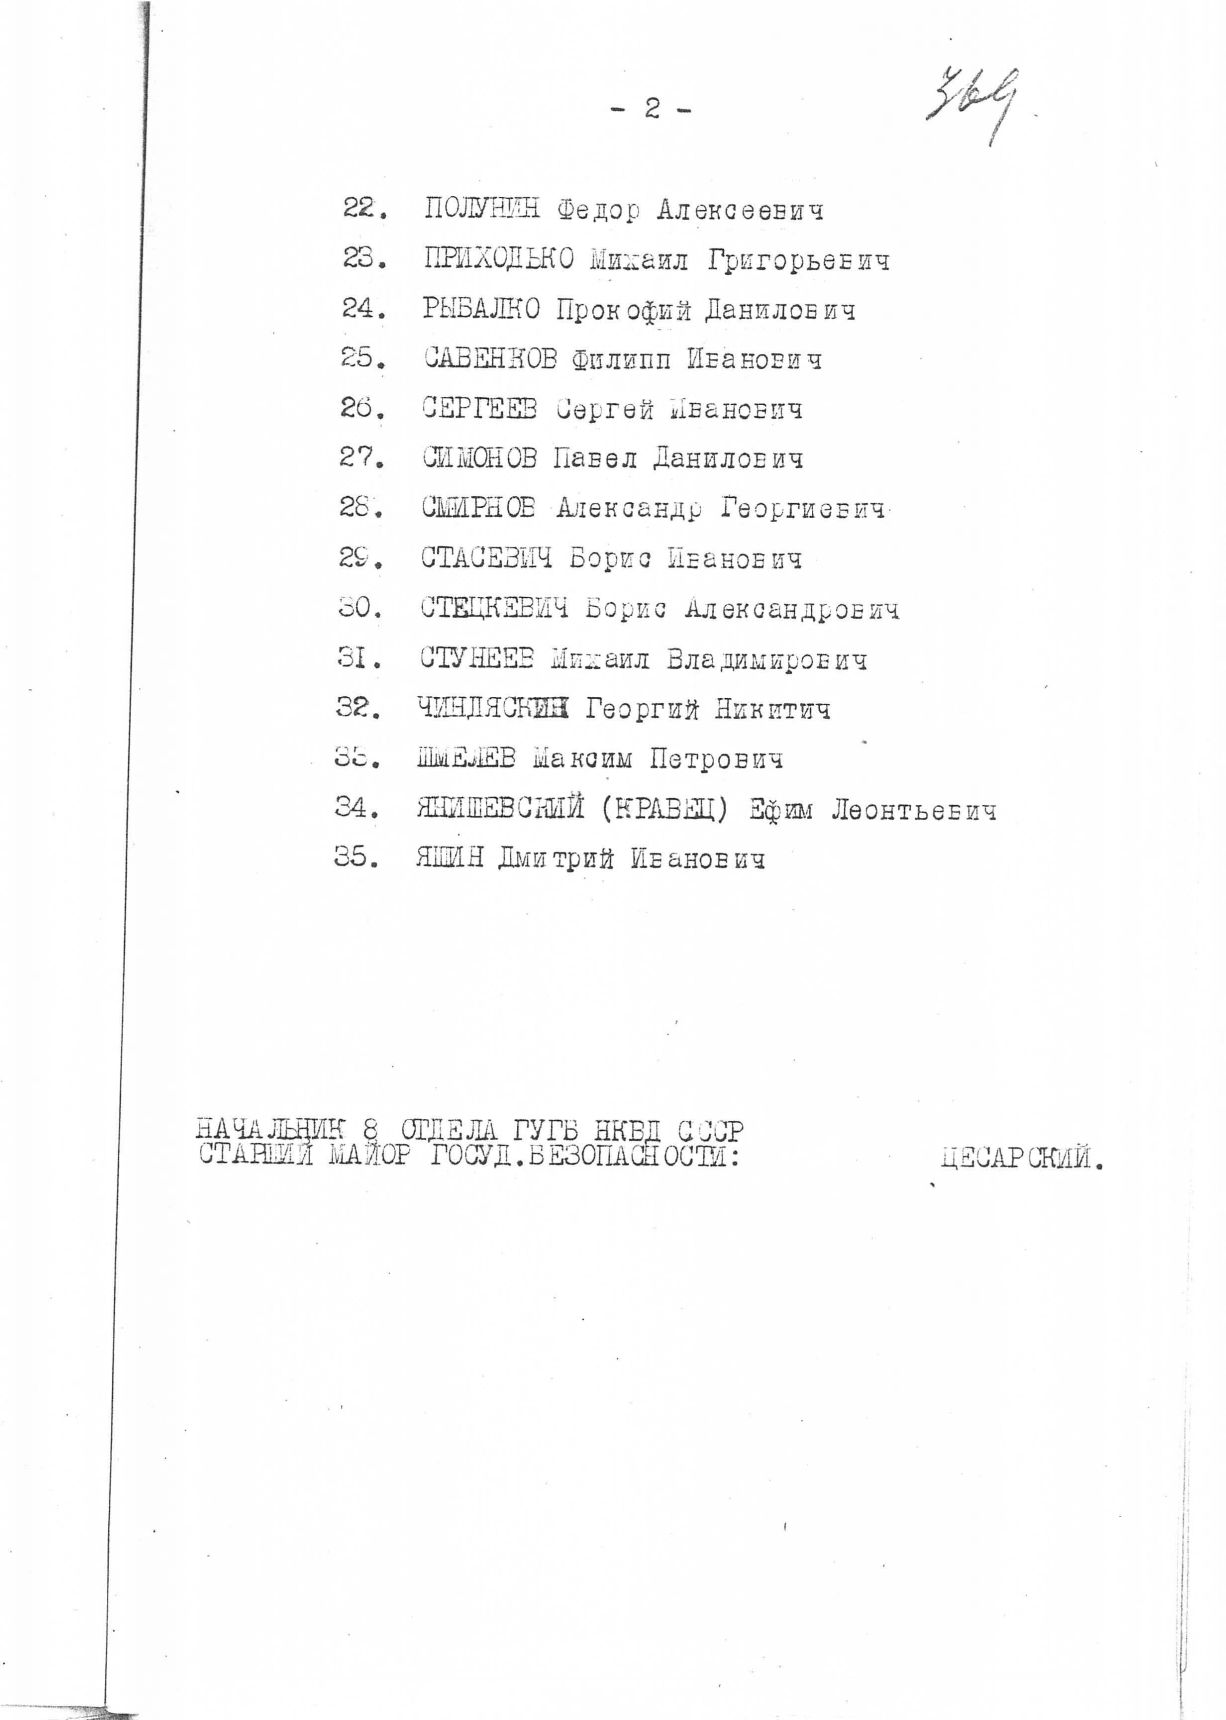 - 2 -
369
22. ПОЛУНИН Федор Алексеевич
23. ПРИХОДЬКО Михаил Григорьевич
24. РЫБАЛКО Прокофий Данилович
25. САВЕНКОВ Филипп Иванович
26. СЕРГЕЕВ Сергей Иванович
27. СИМОНОВ Павел Данилович
28. СМИРНОВ Александр Георгиевич
29. СТАСЕВИЧ Борис Иванович
30. СТЕЦКЕВИЧ Борис Александрович
31. СТУНЕЕВ Михаил Владимирович
32. ЧИНДЯСКИН Георгий Никитич
33. ШМЕЛЕВ Максим Петрович
34. ЯНИШЕВСКИЙ (КРАВЕЦ) Ефим Леонтьевич
35. ЯШИН Дмитрий Иванович
НАЧАЛЬНИК 8 ОТДЕЛА ГУГБ НКВД СССР
СТАРШИЙ МАЙОР ГОСУД.БЕЗОПАСНОСТИ: ЦЕСАРСКИЙ.